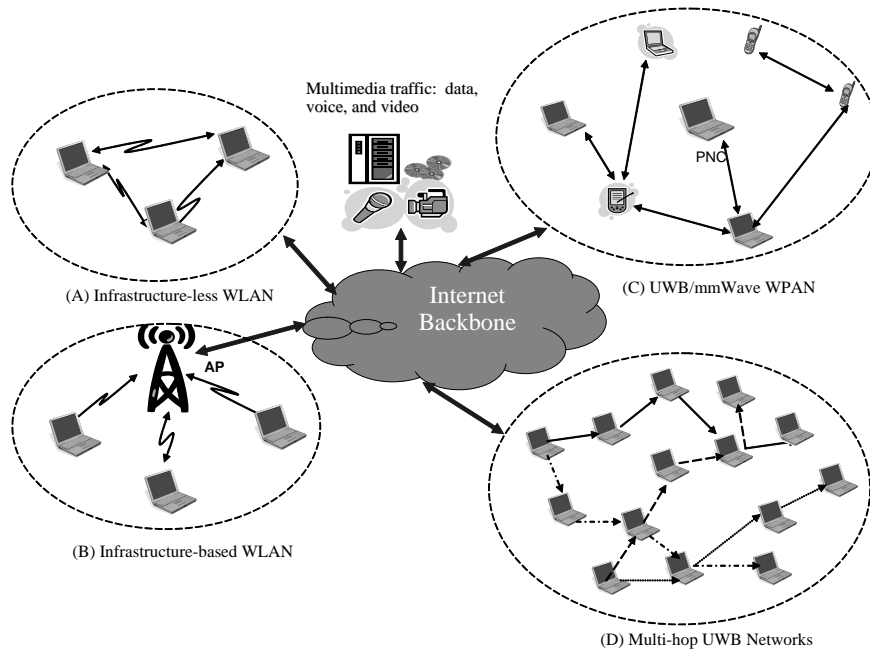 Multimedia traffic: data,
voice, and video
PNC
(A) Infrastructure-less WLAN
(C) UWB/mmWave WPAN
Internet
Backbone
AP
(B) Infrastructure-based WLAN
(D) Multi-hop UWB Networks